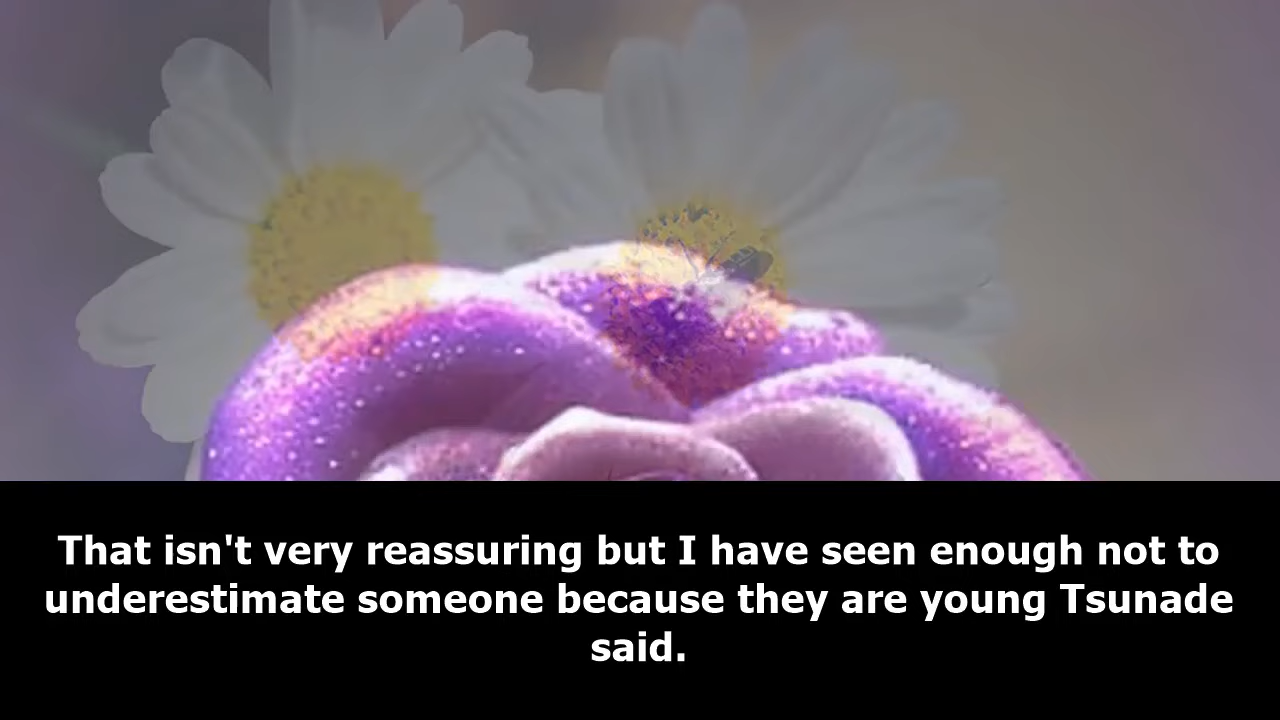 That isn't very reassuring but I have seen enough not to
underestimate someone because they are young Tsunade
said.